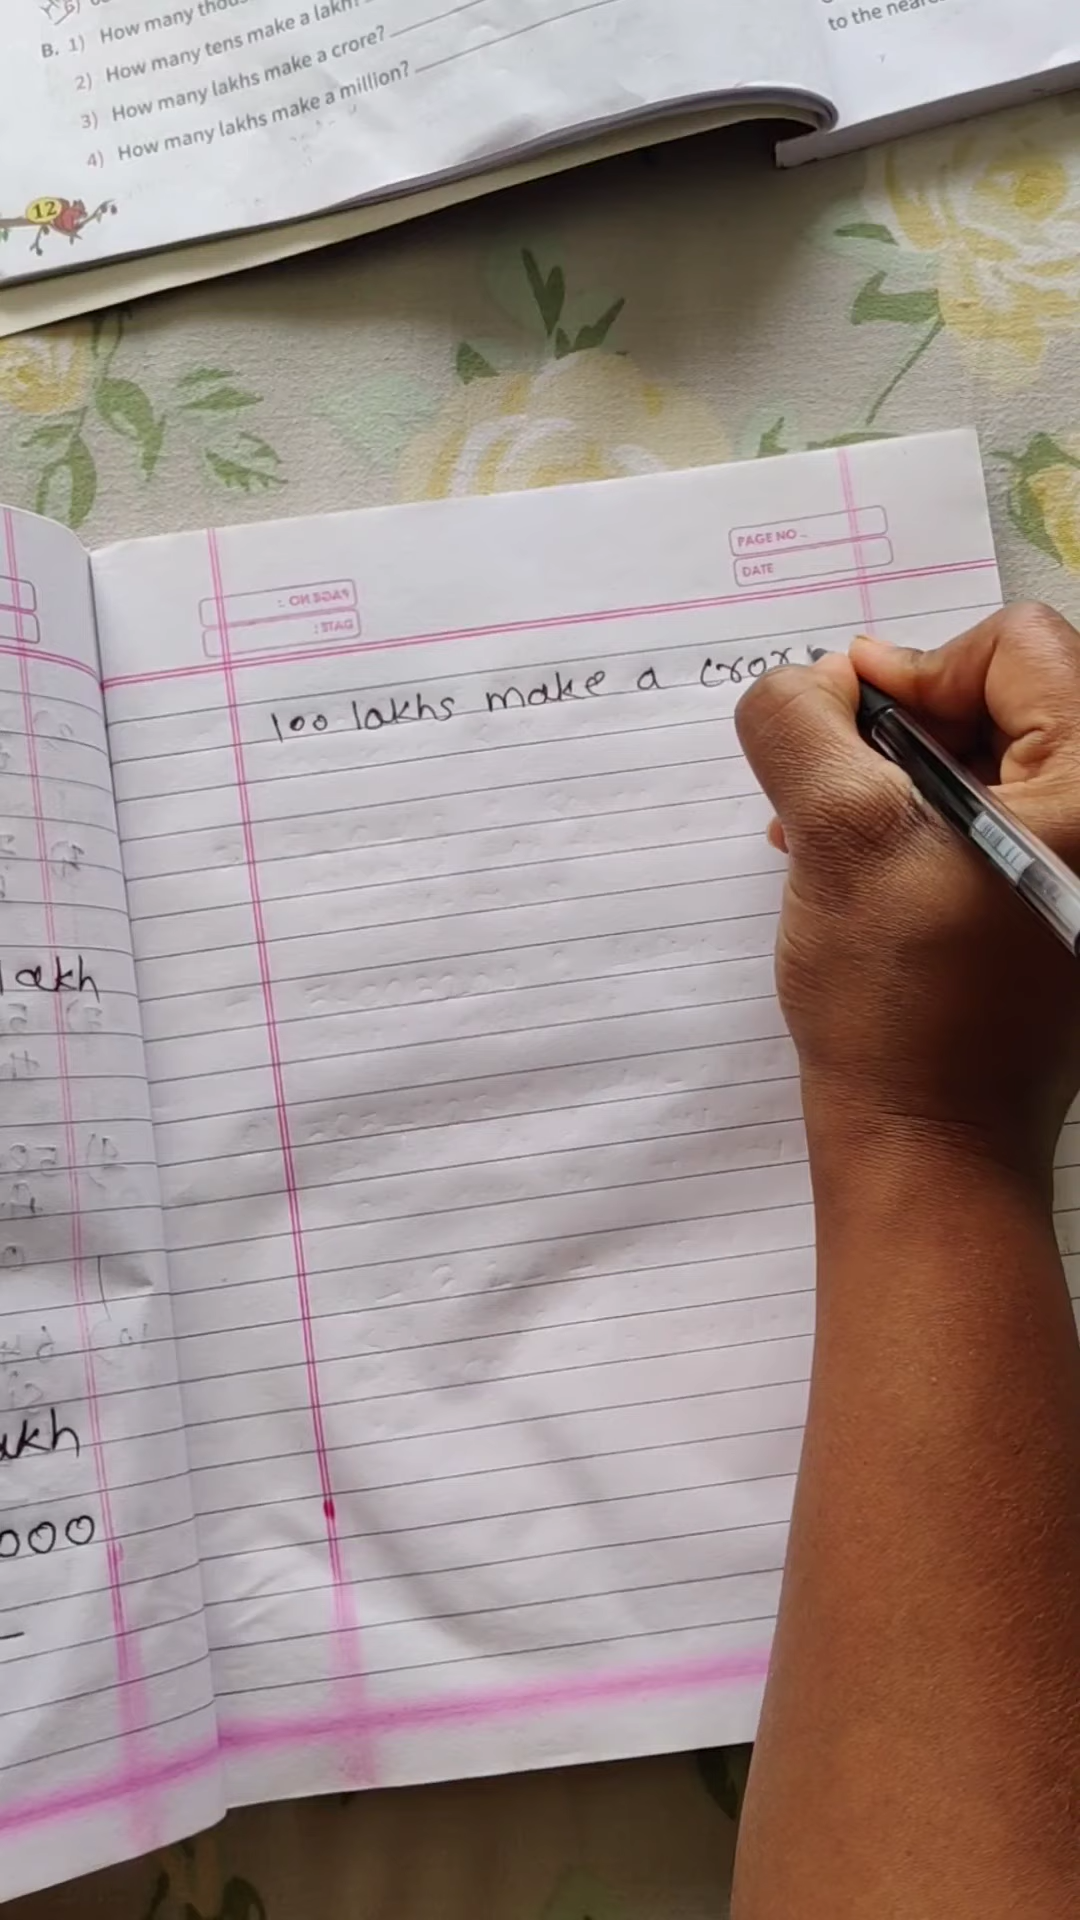 B. 1) How many
2) How many tens make a lakh?
3) How many lakhs make a crore?
4) How many lakhs make a million?
to the
12
PAGE NO
DATE
PAGE NO :
DATE :
100 lakhs make a cror
lakh
akh
000